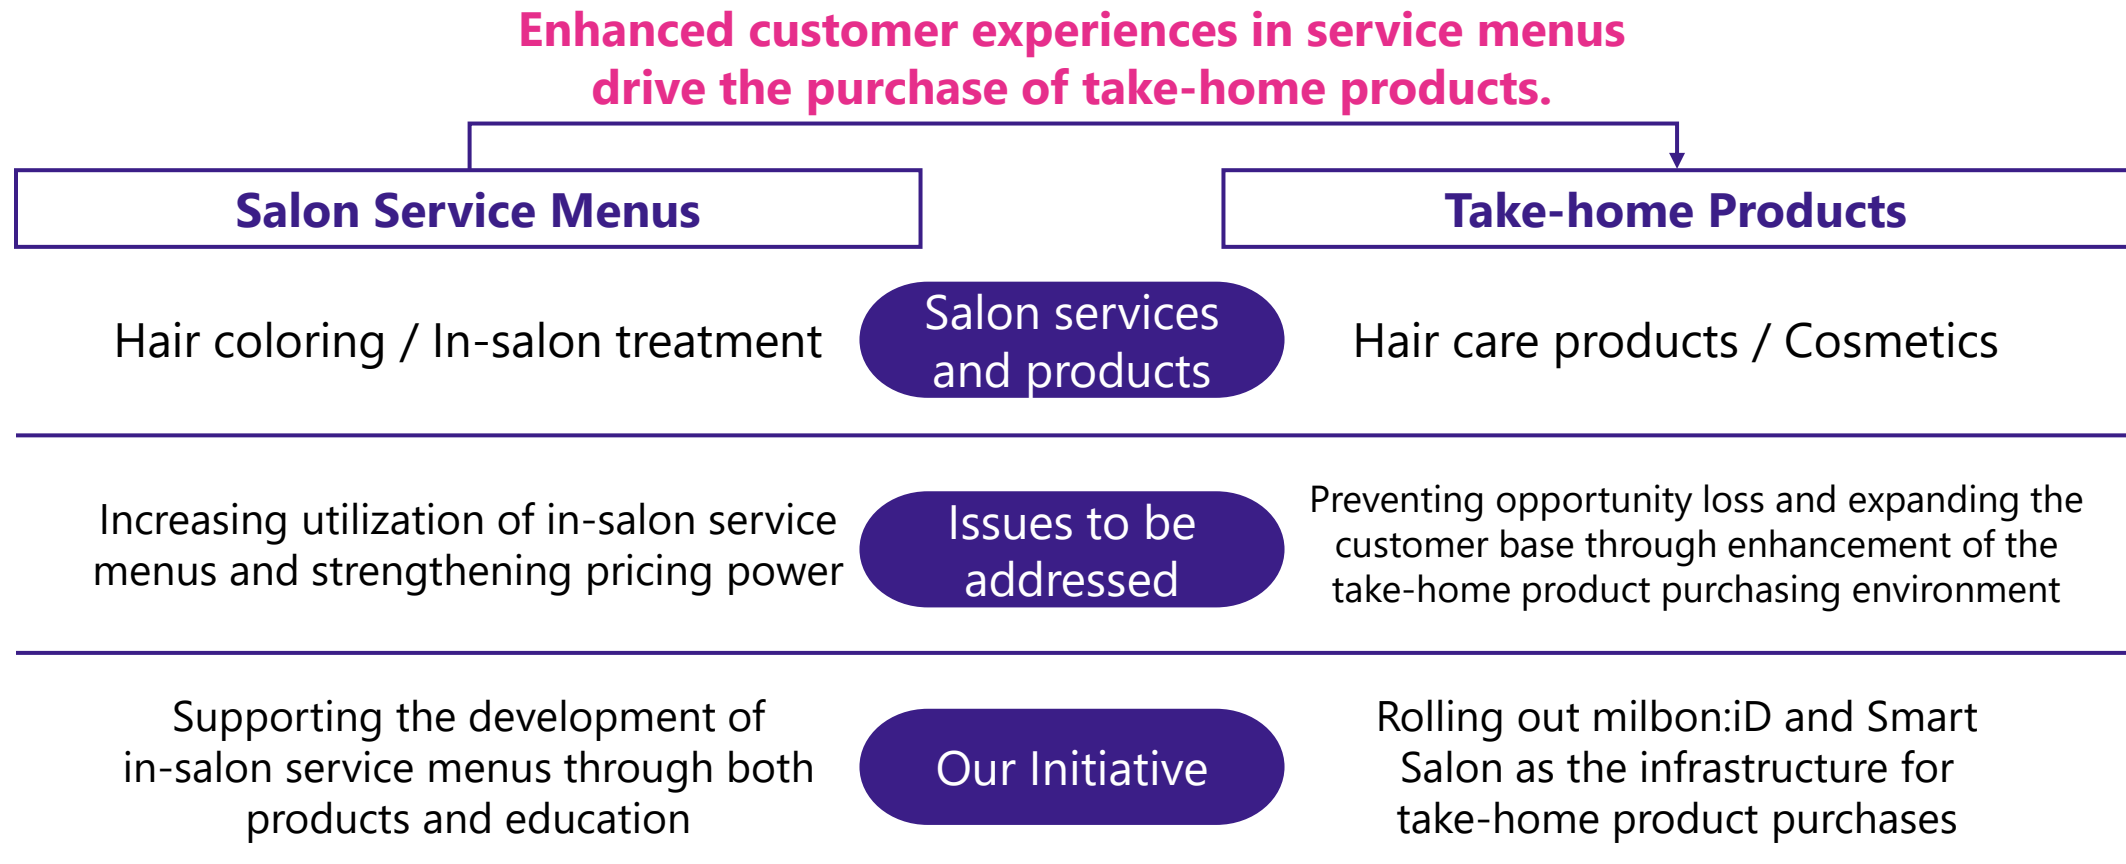 Enhanced customer experiences in service menus
drive the purchase of take-home products.
Salon Service Menus
Take-home Products
Hair coloring / In-salon treatment
Salon services
and products
Hair care products / Cosmetics
Increasing utilization of in-salon service
menus and strengthening pricing power
Issues to be
addressed
Preventing opportunity loss and expanding the
customer base through enhancement of the
take-home product purchasing environment
Supporting the development of
in-salon service menus through both
products and education
Our Initiative
Rolling out milbon:iD and Smart
Salon as the infrastructure for
take-home product purchases